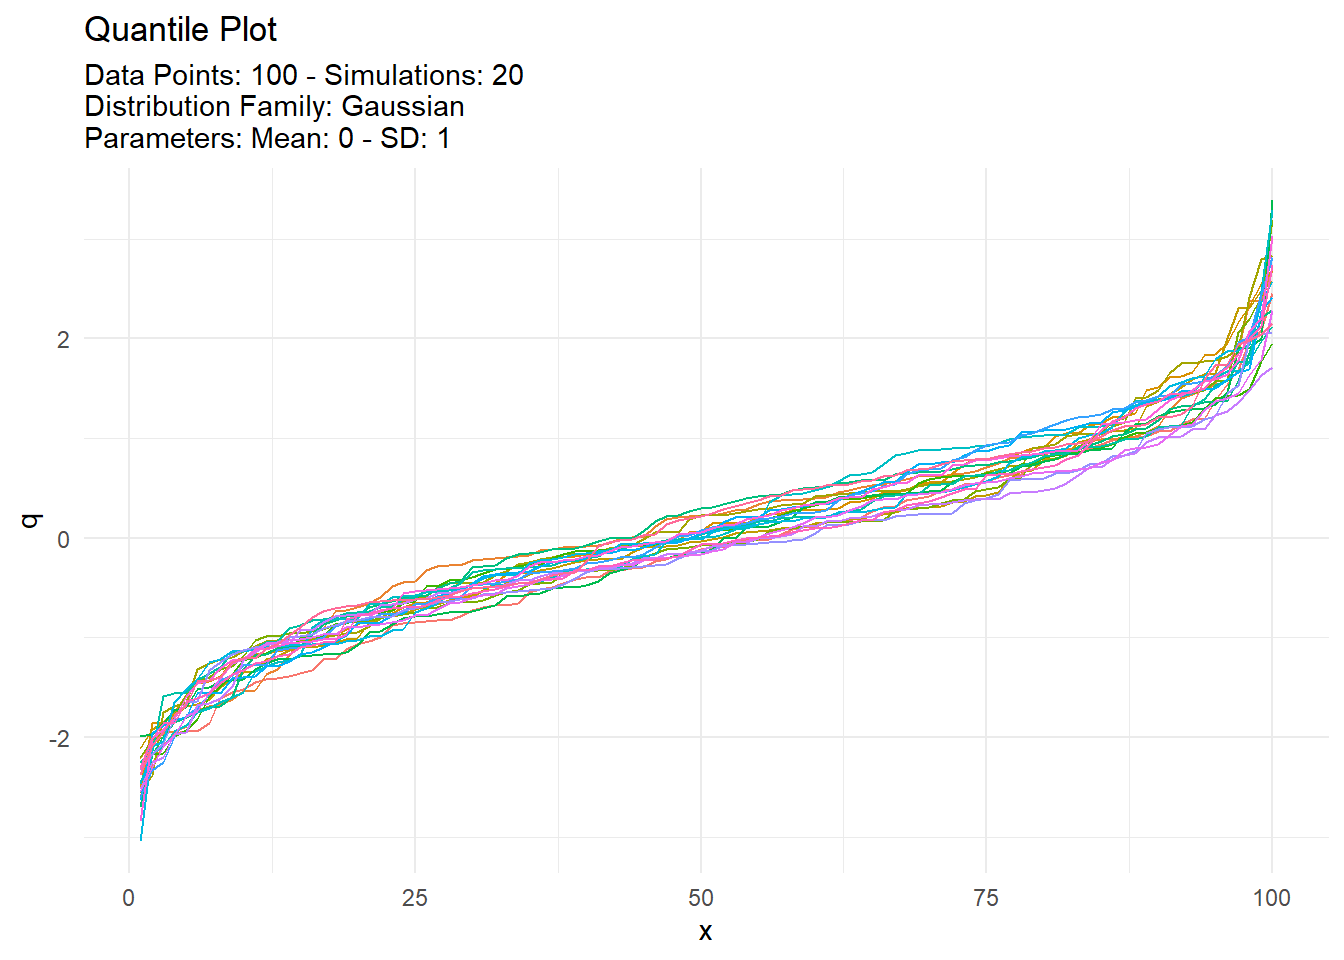 Quantile Plot
Data Points: 100 - Simulations: 20
Distribution Family: Gaussian
Parameters: Mean: 0 - SD: 1
2
0
-2
q
0 25 50 75 100
x